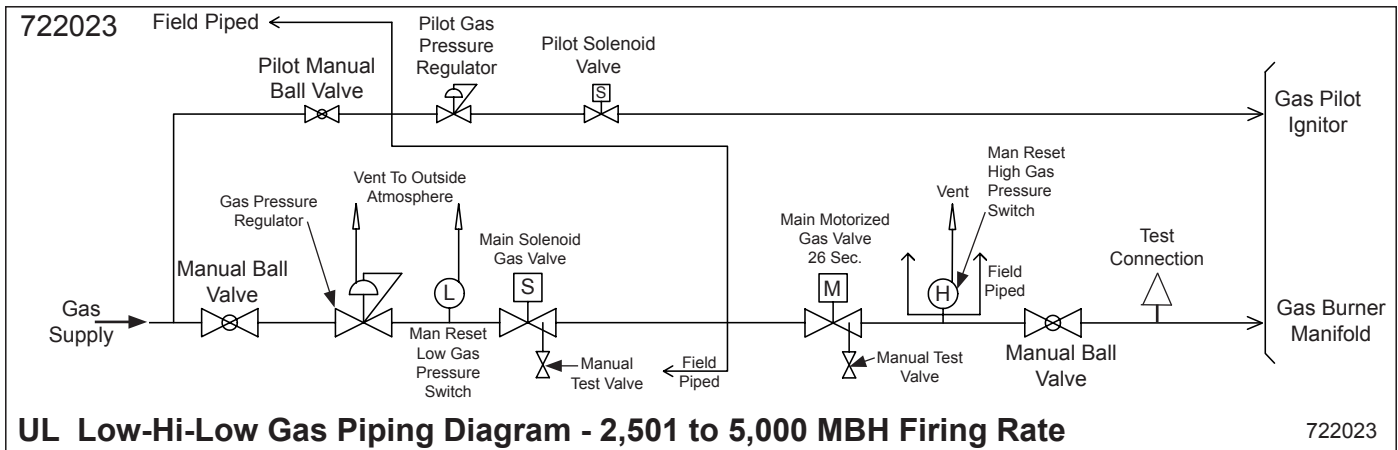 722023
Field Piped
Pilot Gas
Pressure
Regulator
Pilot Solenoid
Valve
Pilot Manual
Ball Valve
S
Gas Pilot
Ignitor
Vent To Outside
Atmosphere
Gas Pressure
Regulator
Main Solenoid
Gas Valve
Main Motorized
Gas Valve
26 Sec.
Vent
Man Reset
High Gas
Pressure
Switch
Test
Connection
Manual Ball
Valve
L
S
M
H
Field
Piped
Gas
Supply
Gas Burner
Manifold
Man Reset
Low Gas
Pressure
Switch
Manual
Test Valve
Field
Piped
Manual Test
Valve
Manual Ball
Valve
UL Low-Hi-Low Gas Piping Diagram - 2,501 to 5,000 MBH Firing Rate
722023